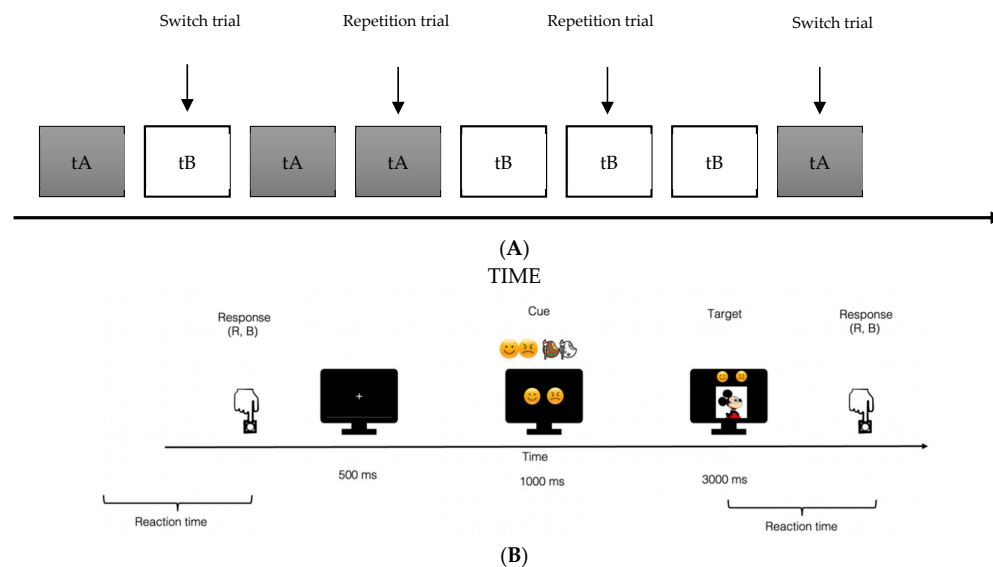 Switch trial Repetition trial Repetition trial Switch trial
tA tB tA tA tB tB tB tA
(A)
TIME
Cue Target
Response Response
(R, B) (R, B)
Time
500 ms 1000 ms 3000 ms
Reaction time Reaction time
(B)